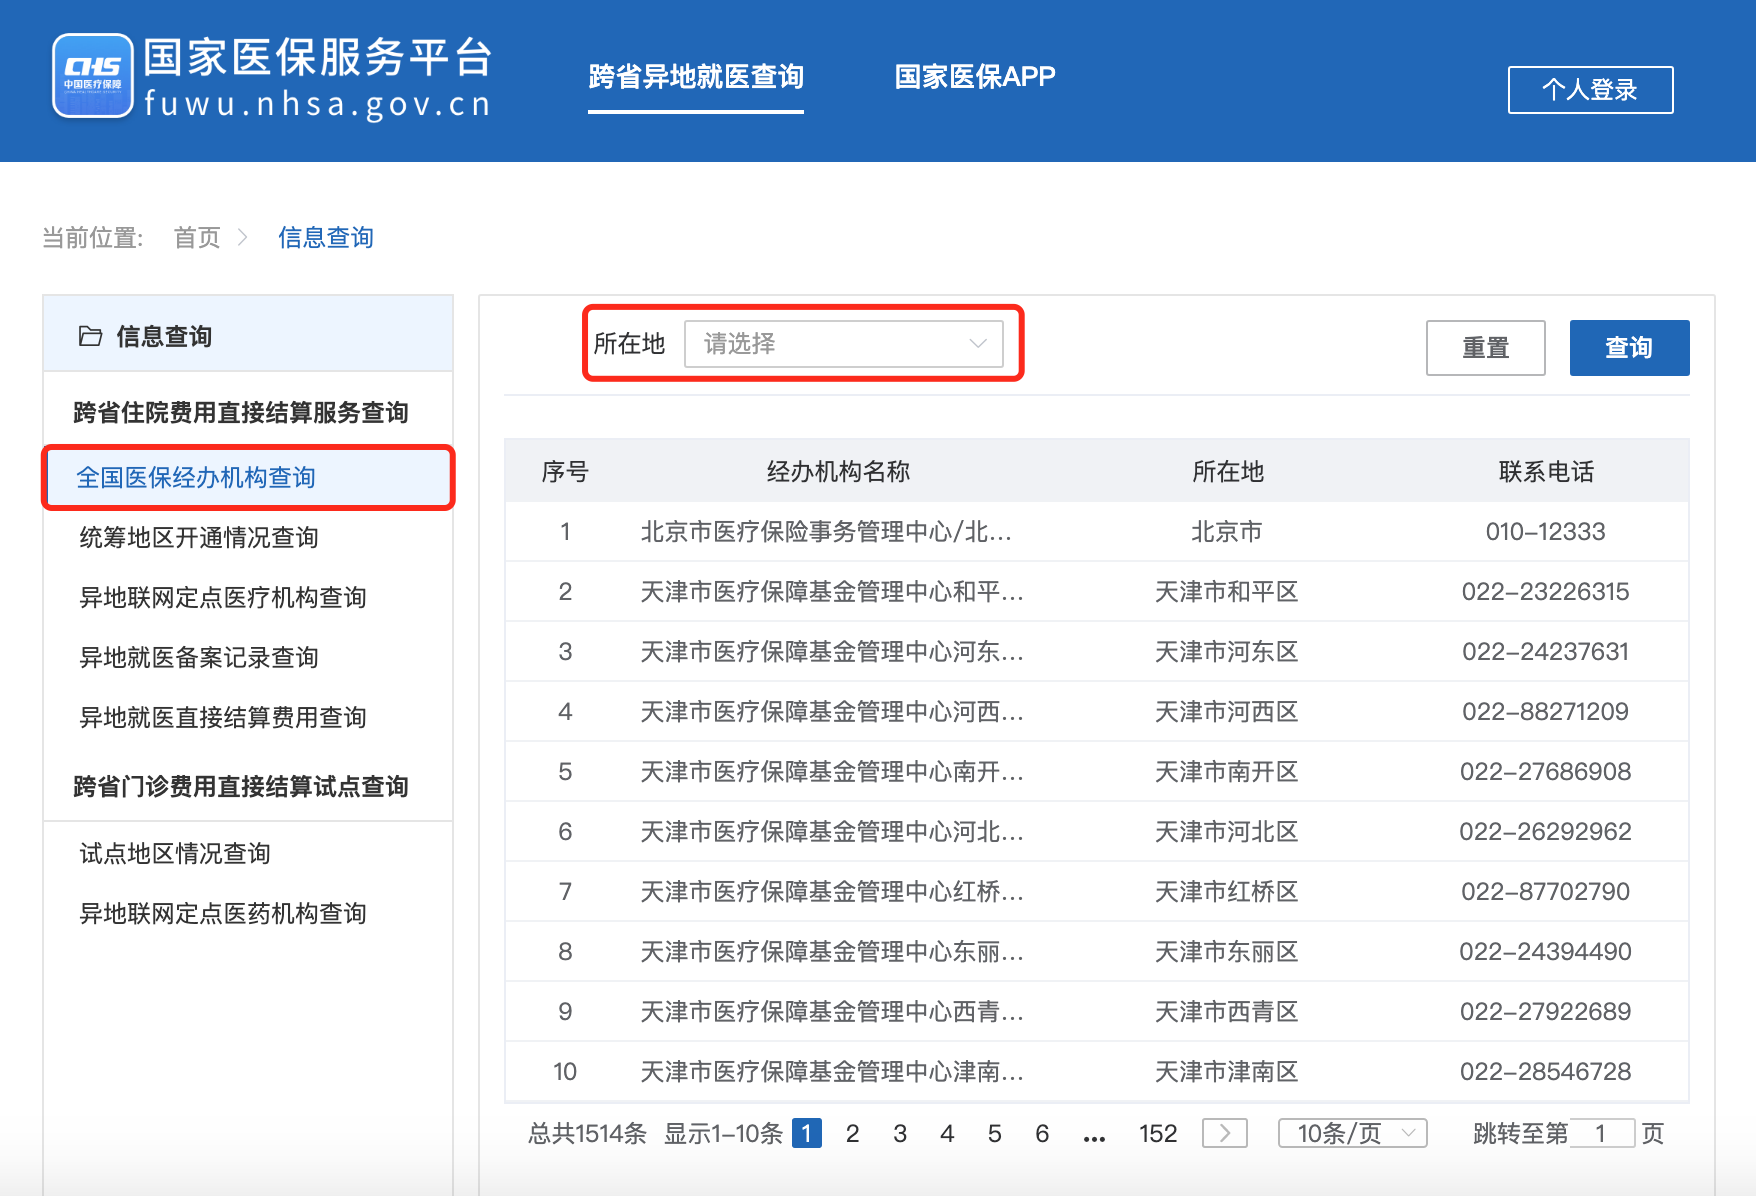 CHS
中国医疗保障
国家医保服务平台
fuwu.nhsa.gov.cn
跨省异地就医查询
国家医保APP
个人登录
当前位置: 首页 > 信息查询
信息查询
跨省住院费用直接结算服务查询
全国医保经办机构查询
统筹地区开通情况查询
异地联网定点医疗机构查询
异地就医备案记录查询
异地就医直接结算费用查询
跨省门诊费用直接结算试点查询
试点地区情况查询
异地联网定点医药机构查询
所在地 请选择
重置 查询
序号 经办机构名称 所在地 联系电话
1 北京市医疗保险事务管理中心/北... 北京市 010-12333
2 天津市医疗保障基金管理中心和平... 天津市和平区 022-23226315
3 天津市医疗保障基金管理中心河东... 天津市河东区 022-24237631
4 天津市医疗保障基金管理中心河西... 天津市河西区 022-88271209
5 天津市医疗保障基金管理中心南开... 天津市南开区 022-27686908
6 天津市医疗保障基金管理中心河北... 天津市河北区 022-26292962
7 天津市医疗保障基金管理中心红桥... 天津市红桥区 022-87702790
8 天津市医疗保障基金管理中心东丽... 天津市东丽区 022-24394490
9 天津市医疗保障基金管理中心西青... 天津市西青区 022-27922689
10 天津市医疗保障基金管理中心津南... 天津市津南区 022-28546728
总共1514条 显示1-10条 1 2 3 4 5 6 ... 152 > 10条/页 跳转至第 1 页